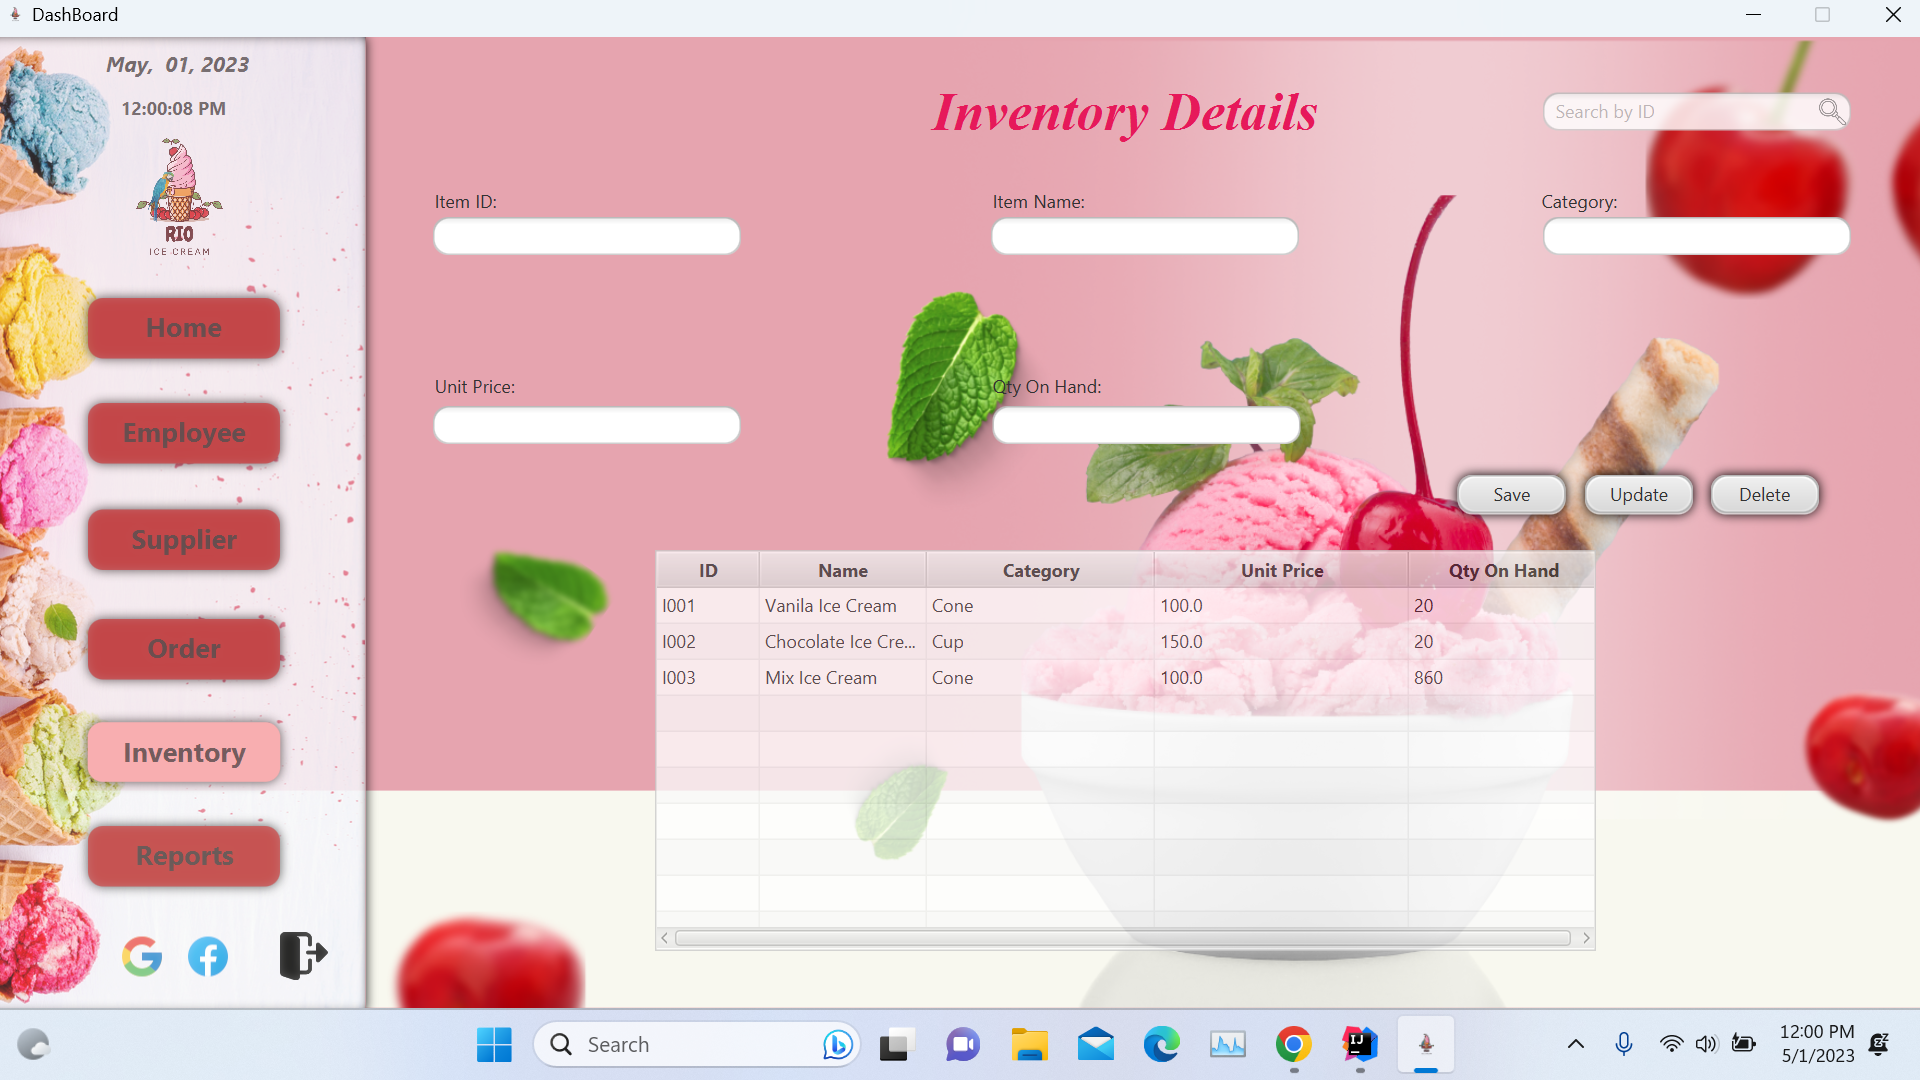 DashBoard
May,  01, 2023
12:00:08 PM
RIO
ICE CREAM
Home
Employee
Supplier
Order
Inventory
Reports
Inventory Details
Search by ID
Item ID:
Item Name:
Category:
Unit Price:
Qty On Hand:
Save
Update
Delete
ID Name Category Unit Price Qty On Hand
I001 Vanila Ice Cream Cone 100.0 20
I002 Chocolate Ice Cre... Cup 150.0 20
I003 Mix Ice Cream Cone 100.0 860
Search
12:00 PM
5/1/2023